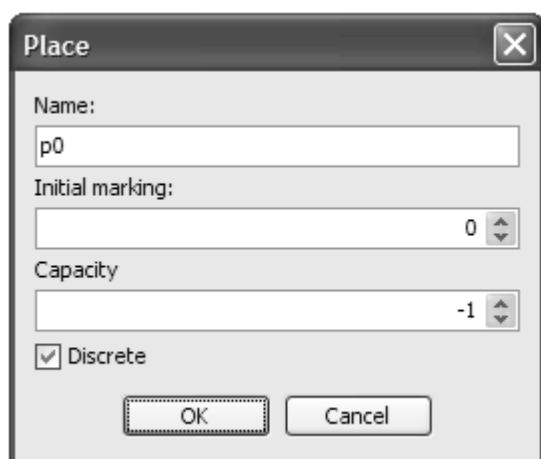 Place
Name:
p0
Initial marking:
0
Capacity
-1
Discrete
OK Cancel